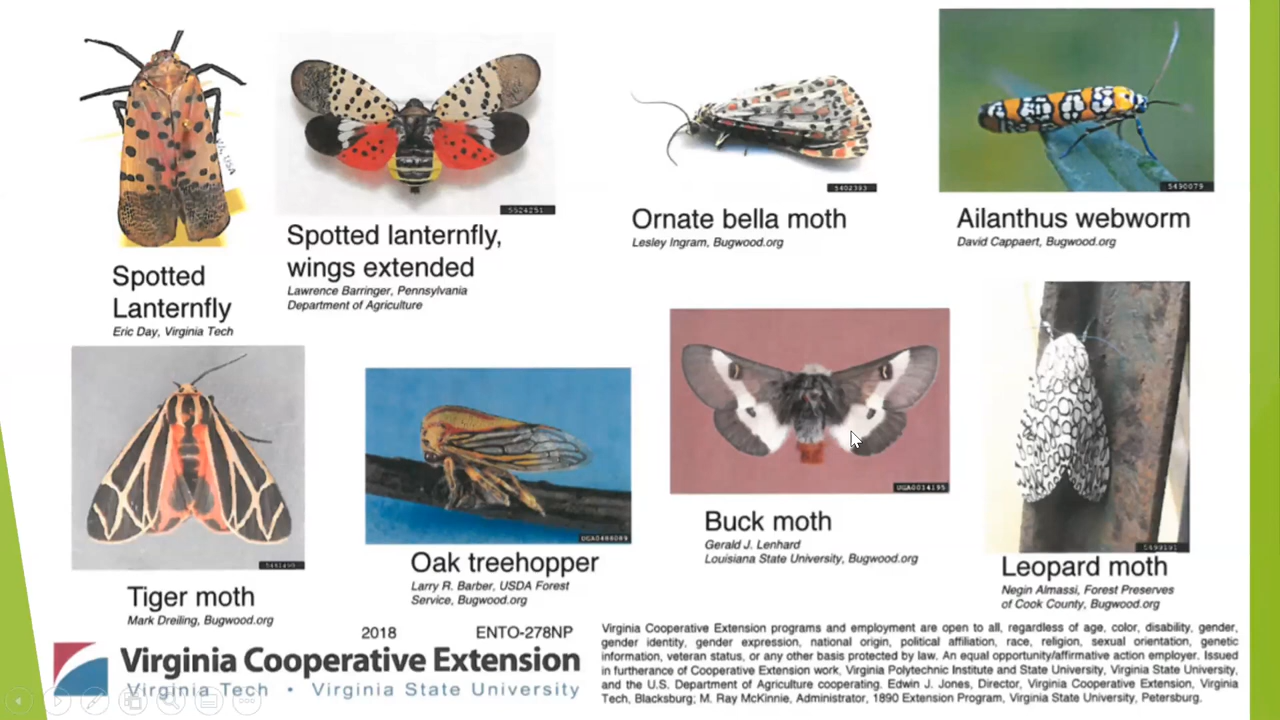 Spotted
Lanternfly
Eric Day, Virginia Tech
5524251
Spotted lanternfly,
wings extended
Lawrence Barringer, Pennsylvania
Department of Agriculture
5402383
Ornate bella moth
Lesley Ingram, Bugwood.org
5490079
Ailanthus webworm
David Cappaert, Bugwood.org
Tiger moth
Mark Dreiling, Bugwood.org
Oak treehopper
Larry R. Barber, USDA Forest
Service, Bugwood.org
UGA0014195
Buck moth
Gerald J. Lenhard
Louisiana State University, Bugwood.org
Leopard moth
Negin Almassi, Forest Preserves
of Cook County, Bugwood.org
2018 ENTO-278NP
Virginia Cooperative Extension
Virginia Tech • Virginia State University
Virginia Cooperative Extension programs and employment are open to all, regardless of age, color, disability, gender,
gender identity, gender expression, national origin, political affiliation, race, religion, sexual orientation, genetic
information, veteran status, or any other basis protected by law. An equal opportunity/affirmative action employer. Issued
in furtherance of Cooperative Extension work, Virginia Polytechnic Institute and State University, Virginia State University,
and the U.S. Department of Agriculture cooperating. Edwin J. Jones, Director, Virginia Cooperative Extension, Virginia
Tech, Blacksburg; M. Ray McKinnie, Administrator, 1890 Extension Program, Virginia State University, Petersburg.